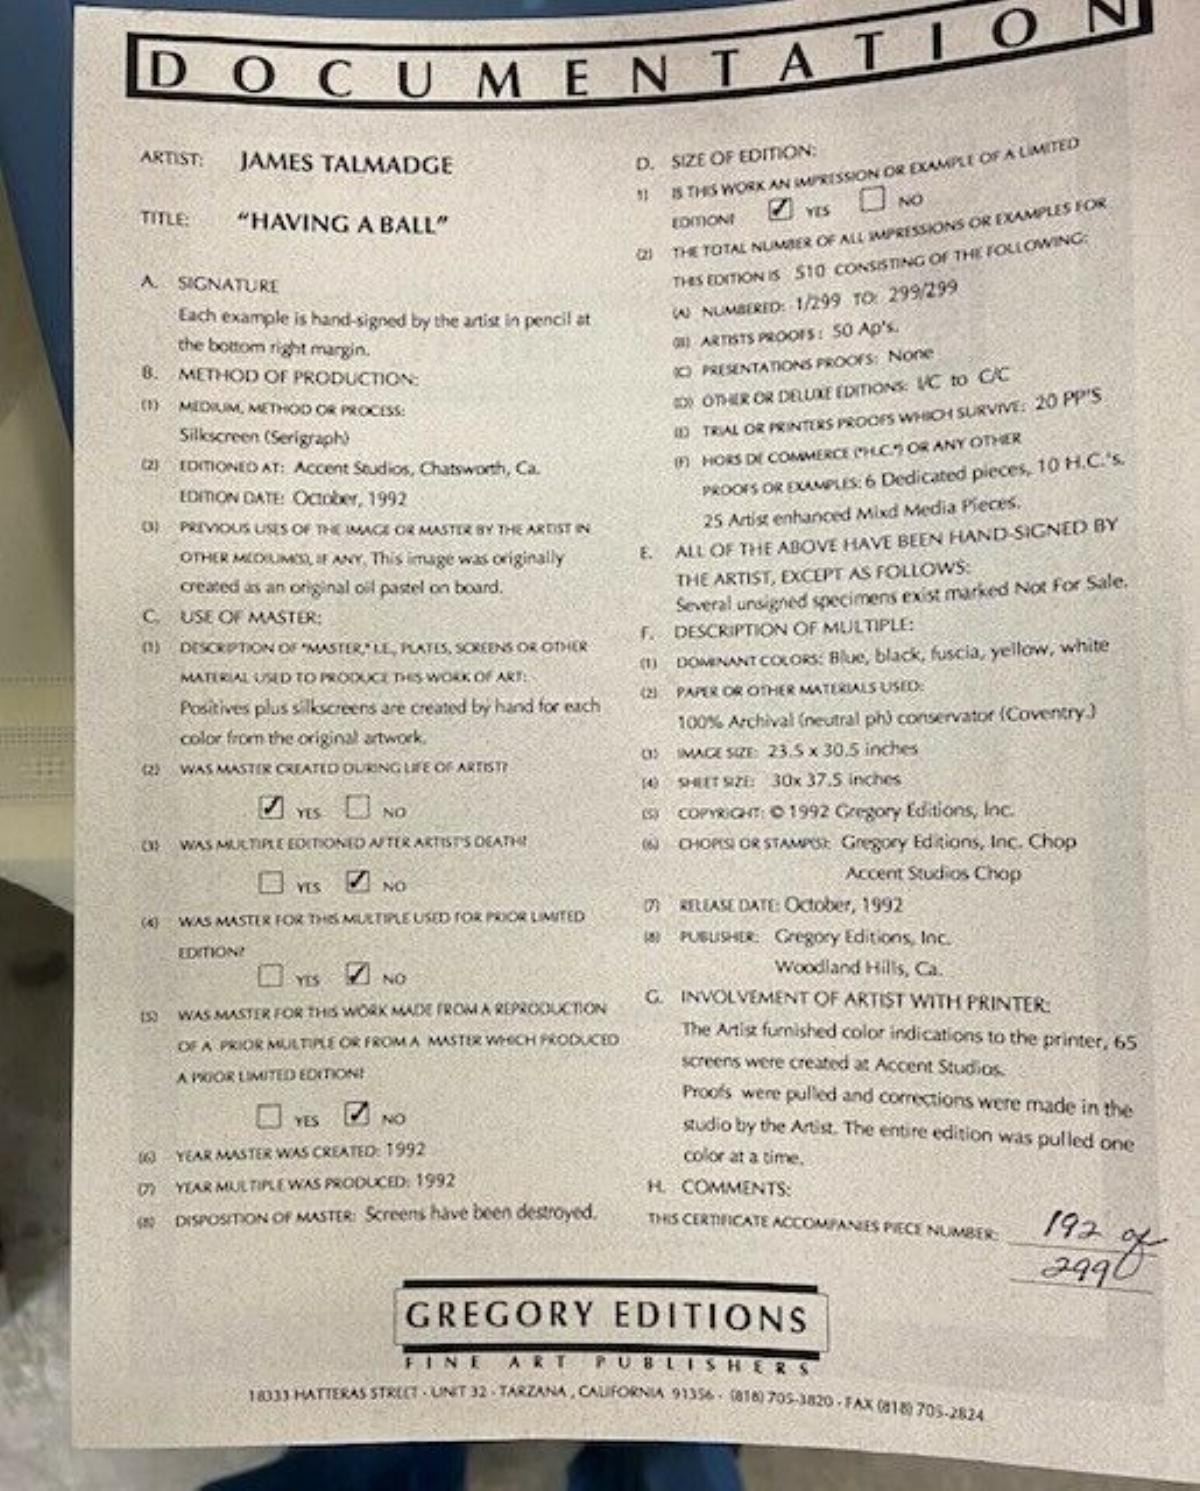 DOCUMENTATION
ARTIST: JAMES TALMADGE
TITLE: "HAVING A BALL"
A. SIGNATURE
Each example is hand-signed by the artist in pencil at
the bottom right margin.
B. METHOD OF PRODUCTION:
(1) MEDIUM, METHOD OR PROCESS:
Silkscreen (Serigraph)
(2) EDITIONED AT: Accent Studios, Chatsworth, Ca.
EDITION DATE: October, 1992
(3) PREVIOUS USES OF THE IMAGE OR MASTER BY THE ARTIST IN
OTHER MEDIUM(S), IF ANY. This image was originally
created as an original oil pastel on board.
C. USE OF MASTER:
(1) DESCRIPTION OF "MASTER," I.E., PLATES, SCREENS OR OTHER
MATERIAL USED TO PRODUCE THIS WORK OF ART:
Positives plus silkscreens are created by hand for each
color from the original artwork.
(2) WAS MASTER CREATED DURING LIFE OF ARTIST?
YES NO
(3) WAS MULTIPLE EDITIONED AFTER ARTIST'S DEATH?
YES NO
(4) WAS MASTER FOR THIS MULTIPLE USED FOR PRIOR LIMITED
EDITION?
YES NO
(5) WAS MASTER FOR THIS WORK MADE FROM A REPRODUCTION
OF A PRIOR MULTIPLE OR FROM A MASTER WHICH PRODUCED
A PRIOR LIMITED EDITION?
YES NO
(6) YEAR MASTER WAS CREATED: 1992
(7) YEAR MULTIPLE WAS PRODUCED: 1992
(8) DISPOSITION OF MASTER: Screens have been destroyed.
D. SIZE OF EDITION:
1) IS THIS WORK AN IMPRESSION OR EXAMPLE OF A LIMITED
EDITION? YES NO
(2) THE TOTAL NUMBER OF ALL IMPRESSIONS OR EXAMPLES FOR
THIS EDITION IS 510 CONSISTING OF THE FOLLOWING:
(A) NUMBERED: 1/299 TO: 299/299
(B) ARTISTS PROOFS: 50 Ap's.
(C) PRESENTATIONS PROOFS: None
(D) OTHER OR DELUXE EDITIONS: I/C to C/C
(E) TRIAL OR PRINTERS PROOFS WHICH SURVIVE: 20 PP'S
(F) HORS DE COMMERCE ("H.C.") OR ANY OTHER
PROOFS OR EXAMPLES: 6 Dedicated pieces, 10 H.C.'s,
25 Artist enhanced Mixd Media Pieces.
E. ALL OF THE ABOVE HAVE BEEN HAND-SIGNED BY
THE ARTIST, EXCEPT AS FOLLOWS:
Several unsigned specimens exist marked Not For Sale.
F. DESCRIPTION OF MULTIPLE:
(1) DOMINANT COLORS: Blue, black, fuscia, yellow, white
(2) PAPER OR OTHER MATERIALS USED:
100% Archival (neutral ph) conservator (Coventry.)
(3) IMAGE SIZE: 23.5 x 30.5 inches
(4) SHEET SIZE: 30x 37.5 inches
(5) COPYRIGHT: © 1992 Gregory Editions, Inc.
(6) CHOP(S) OR STAMP(S): Gregory Editions, Inc. Chop
Accent Studios Chop
(7) RELEASE DATE: October, 1992
(8) PUBLISHER: Gregory Editions, Inc.
Woodland Hills, Ca.
G. INVOLVEMENT OF ARTIST WITH PRINTER:
The Artist furnished color indications to the printer, 65
screens were created at Accent Studios.
Proofs were pulled and corrections were made in the
studio by the Artist. The entire edition was pulled one
color at a time.
H. COMMENTS:
THIS CERTIFICATE ACCOMPANIES PIECE NUMBER: 192 of
299
GREGORY EDITIONS
FINE ART PUBLISHERS
18333 HATTERAS STREET - UNIT 32 - TARZANA, CALIFORNIA 91356 - (818) 705-3820 - FAX (818) 705-2824